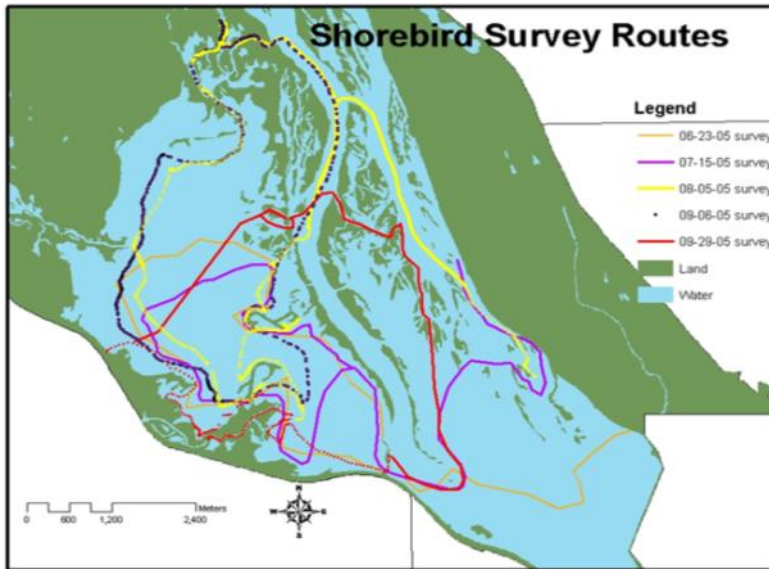 Shorebird Survey Routes
Legend
06-23-05 survey
07-15-05 survey
08-05-05 survey
09-06-05 survey
09-29-05 survey
Land
Water
N
W E
S
Meters
0 600 1,200 2,400